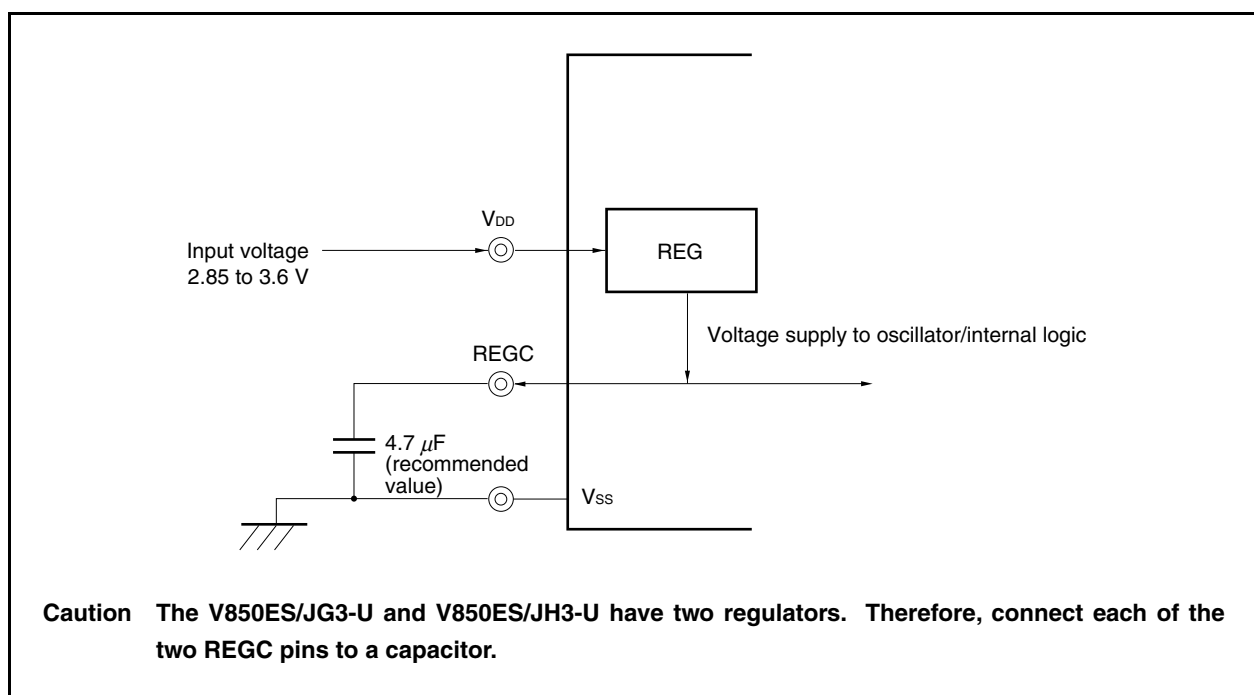 VDD
Input voltage
2.85 to 3.6 V
REG
Voltage supply to oscillator/internal logic
REGC
4.7 μF
(recommended
value)
VSS
Caution The V850ES/JG3-U and V850ES/JH3-U have two regulators. Therefore, connect each of the
two REGC pins to a capacitor.